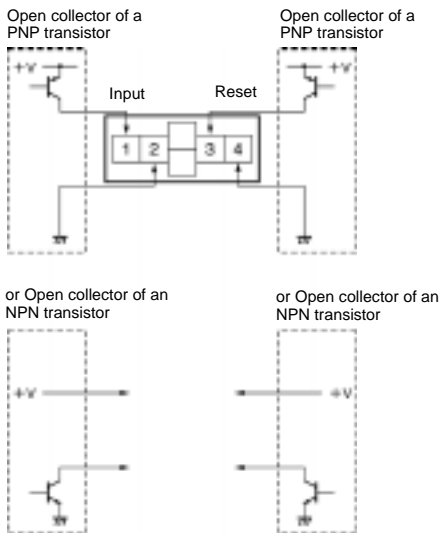 Open collector of a
PNP transistor
Open collector of a
PNP transistor
+V
+V
Input
Reset
1 2 3 4
or Open collector of an
NPN transistor
or Open collector of an
NPN transistor
+V
+V